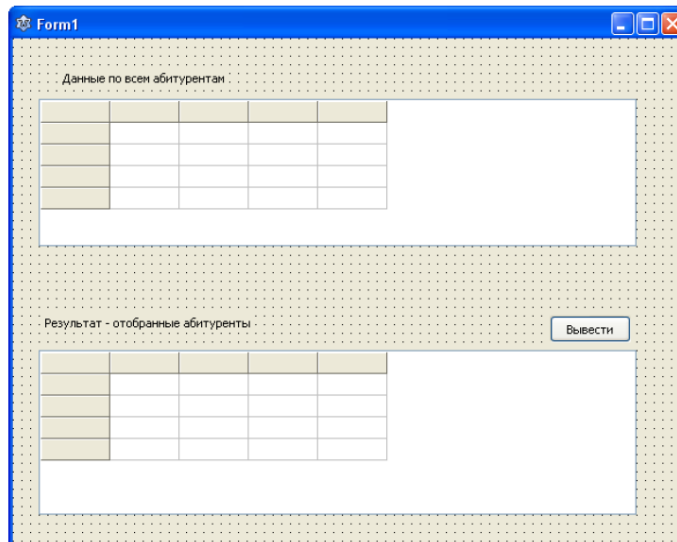 Form1
Данные по всем абитурентам
Результат - отобранные абитуренты
Вывести